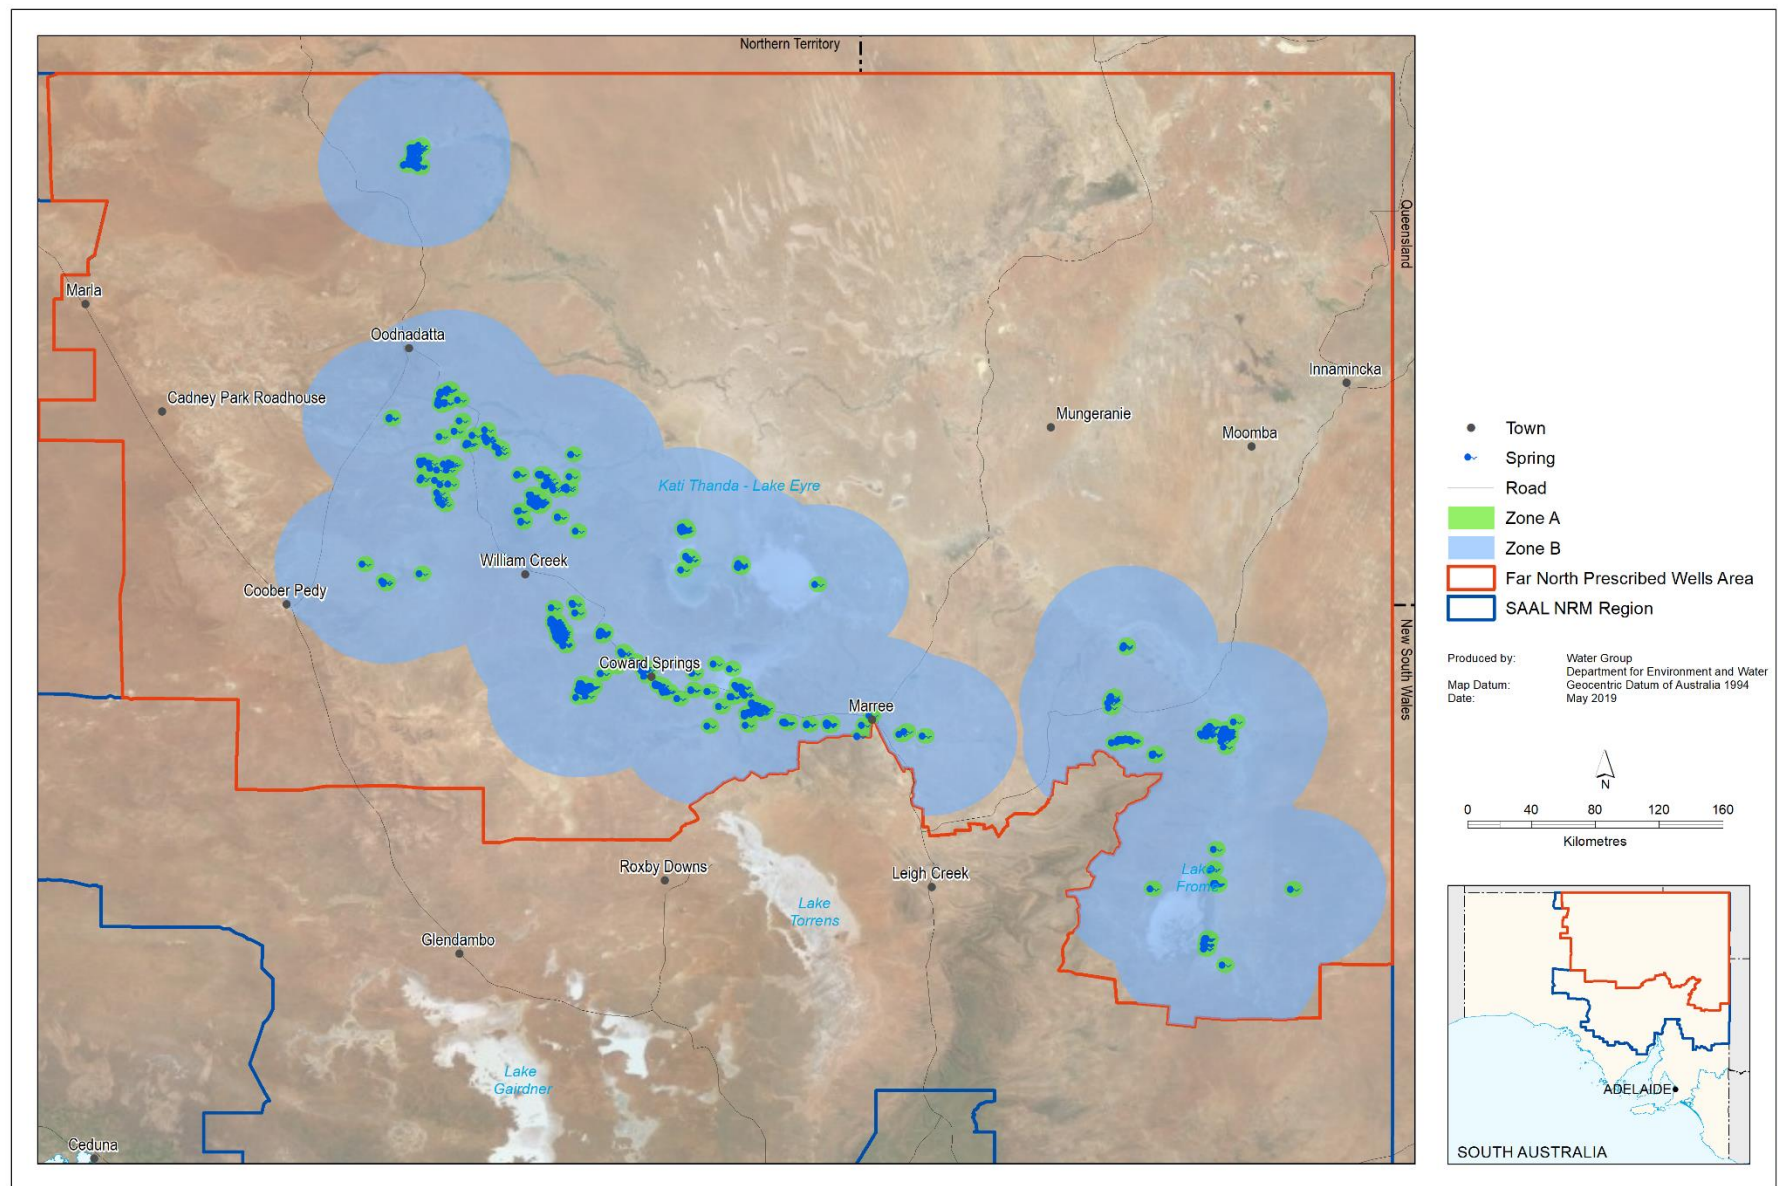 Northern Territory
Queensland
Marla
Oodnadatta
Cadney Park Roadhouse
Innamincka
Mungeranie
Moomba
Kati Thanda - Lake Eyre
William Creek
Coober Pedy
Coward Springs
Marree
New South Wales
Roxby Downs
Leigh Creek
Lake
Frome
Lake
Torrens
Glendambo
Lake
Gairdner
Ceduna
Town
Spring
Road
Zone A
Zone B
Far North Prescribed Wells Area
SAAL NRM Region
Produced by: Water Group
Department for Environment and Water
Map Datum: Geocentric Datum of Australia 1994
Date: May 2019
N
0 40 80 120 160
Kilometres
ADELAIDE
SOUTH AUSTRALIA